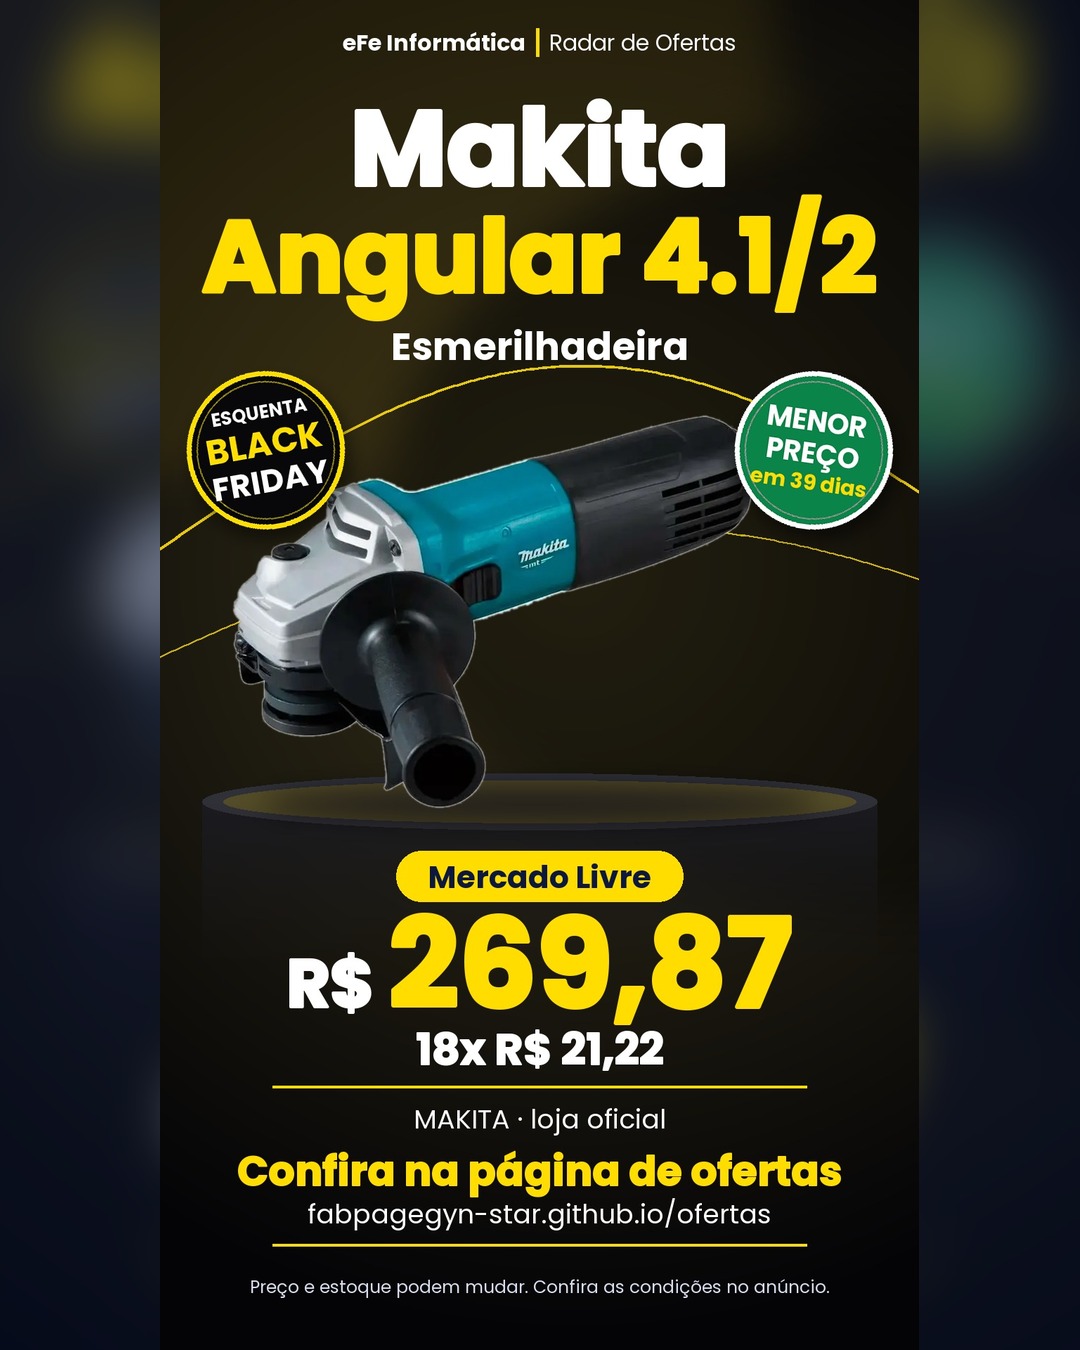 eFe Informática | Radar de Ofertas
Makita
Angular 4.1/2
Esmerilhadeira
ESQUENTA
BLACK
FRIDAY
MENOR
PREÇO
em 39 dias
makita
mt
Mercado Livre
R$ 269,87
18x R$ 21,22
MAKITA · loja oficial
Confira na página de ofertas
fabpagegyn-star.github.io/ofertas
Preço e estoque podem mudar. Confira as condições no anúncio.